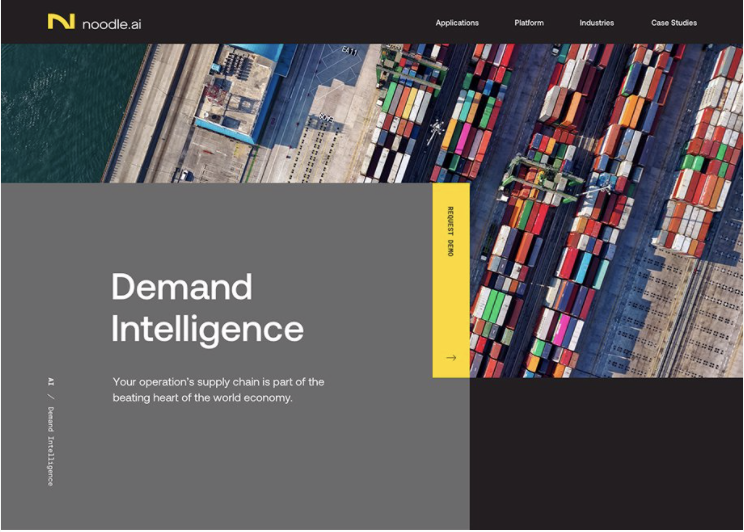 noodle.ai
Applications
Platform
Industries
Case Studies
REQUEST DEMO
Demand
Intelligence
Your operation's supply chain is part of the
beating heart of the world economy.
AI / Demand Intelligence